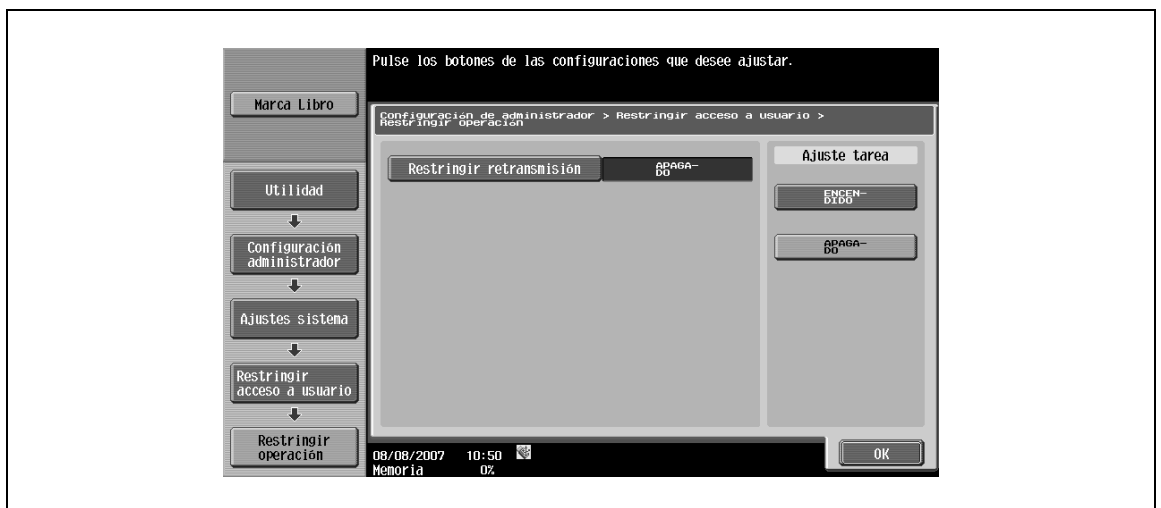 Pulse los botones de las configuraciones que desee ajustar.
Marca Libro
Configuración de administrador > Restringir acceso a usuario >
Restringir operación
Restringir retransmisión
APAGA-
DO
Ajuste tarea
ENCEN-
DIDO
APAGA-
DO
Utilidad
Configuración
administrador
Ajustes sistema
Restringir
acceso a usuario
Restringir
operación
08/08/2007 10:50
Memoria 0%
OK